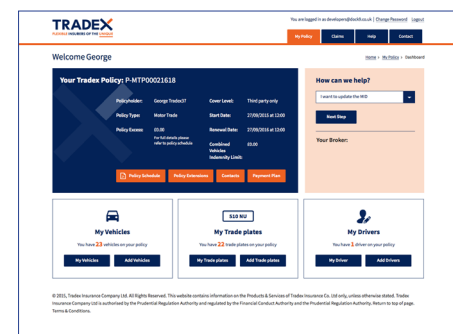 You are logged in as developers@dock9.co.uk | Change Password Logout
TRADEX
FLEXIBLE INSURERS OF THE UNUSUAL
My Policy Claims Help Contact
Welcome George
Home > My Policy > Dashboard
Your Tradex Policy: P-MTP00021618
How can we help?
Policyholder: George Tradex37 Cover Level: Third party only
I want to update the MID
Policy Type: Motor Trade Start Date: 27/08/2015 at 12:00
Next Step
Policy Excess: £0.00 Renewal Date: 27/08/2016 at 12:00
For full details please
refer to policy schedule
Combined
Vehicles
Indemnity Limit: £0.00
Your Broker:
Policy Schedule Policy Extensions Contacts Payment Plan
S10 NU
My Vehicles My Trade plates My Drivers
You have 23 vehicles on your policy You have 22 trade plates on your policy You have 1 driver on your policy
My Vehicles Add Vehicles My Trade plates Add Trade plates My Driver Add Drivers
© 2015, Tradex Insurance Company Ltd. All Rights Reserved. This website contains information on the Products & Services of Tradex Insurance Co. Ltd only, unless otherwise stated. Tradex
Insurance Company Ltd is authorised by the Prudential Regulation Authority and regulated by the Financial Conduct Authority and the Prudential Regulation Authority, Return to top of page.
Terms & Conditions.